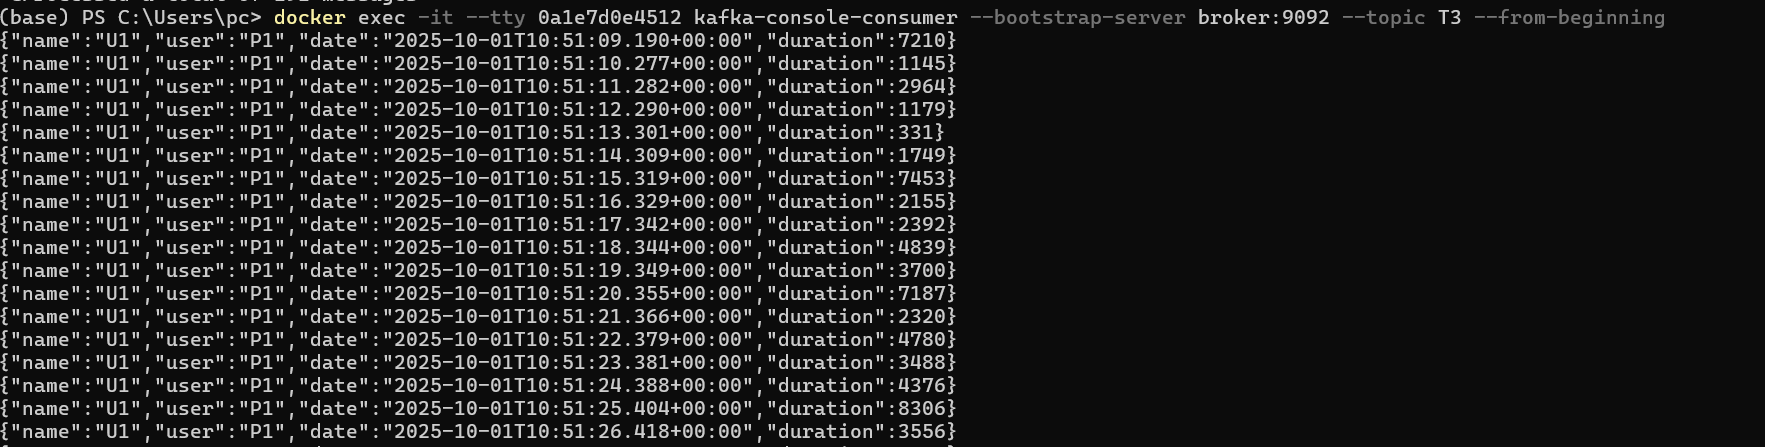 (base) PS C:\Users\pc> docker exec -it --tty 0a1e7d0e4512 kafka-console-consumer --bootstrap-server broker:9092 --topic T3 --from-beginning
{"name":"U1","user":"P1","date":"2025-10-01T10:51:09.190+00:00","duration":7210}
{"name":"U1","user":"P1","date":"2025-10-01T10:51:10.277+00:00","duration":1145}
{"name":"U1","user":"P1","date":"2025-10-01T10:51:11.282+00:00","duration":2964}
{"name":"U1","user":"P1","date":"2025-10-01T10:51:12.290+00:00","duration":1179}
{"name":"U1","user":"P1","date":"2025-10-01T10:51:13.301+00:00","duration":331}
{"name":"U1","user":"P1","date":"2025-10-01T10:51:14.309+00:00","duration":1749}
{"name":"U1","user":"P1","date":"2025-10-01T10:51:15.319+00:00","duration":7453}
{"name":"U1","user":"P1","date":"2025-10-01T10:51:16.329+00:00","duration":2155}
{"name":"U1","user":"P1","date":"2025-10-01T10:51:17.342+00:00","duration":2392}
{"name":"U1","user":"P1","date":"2025-10-01T10:51:18.344+00:00","duration":4839}
{"name":"U1","user":"P1","date":"2025-10-01T10:51:19.349+00:00","duration":3700}
{"name":"U1","user":"P1","date":"2025-10-01T10:51:20.355+00:00","duration":7187}
{"name":"U1","user":"P1","date":"2025-10-01T10:51:21.366+00:00","duration":2320}
{"name":"U1","user":"P1","date":"2025-10-01T10:51:22.379+00:00","duration":4780}
{"name":"U1","user":"P1","date":"2025-10-01T10:51:23.381+00:00","duration":3488}
{"name":"U1","user":"P1","date":"2025-10-01T10:51:24.388+00:00","duration":4376}
{"name":"U1","user":"P1","date":"2025-10-01T10:51:25.404+00:00","duration":8306}
{"name":"U1","user":"P1","date":"2025-10-01T10:51:26.418+00:00","duration":3556}